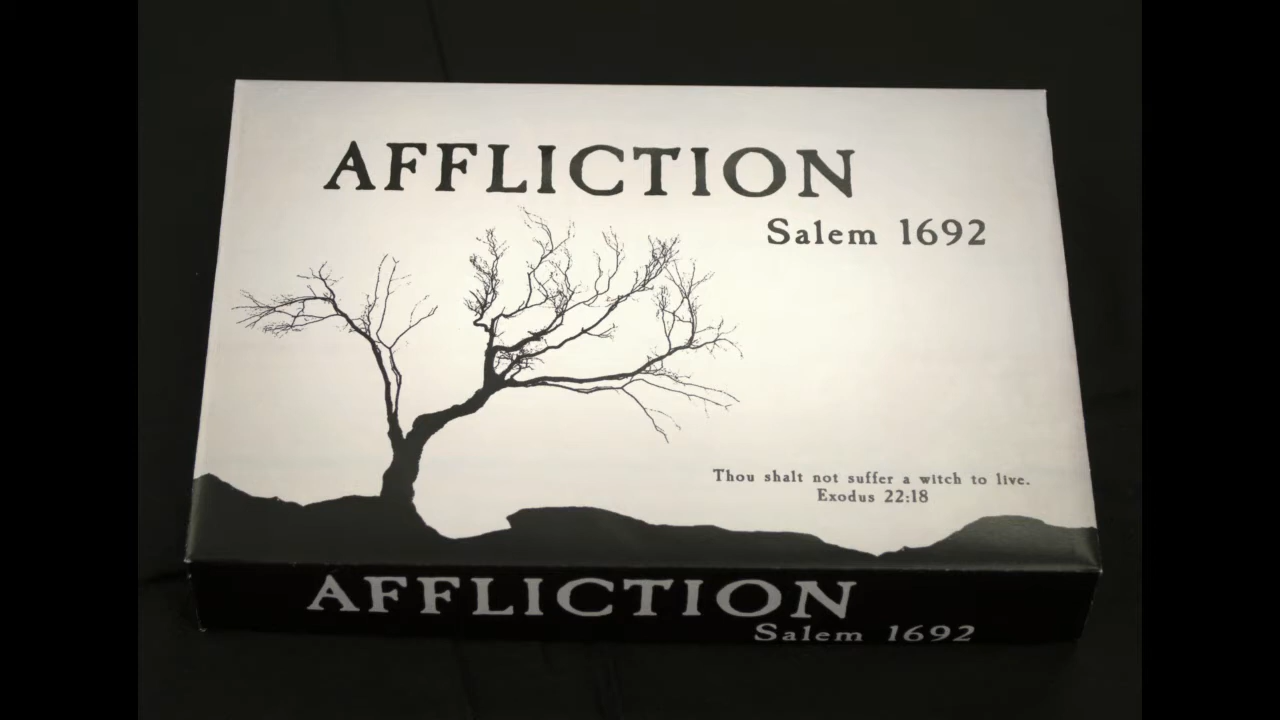 AFFLICTION
Salem 1692
Thou shalt not suffer a witch to live.
Exodus 22:18
AFFLICTION
Salem 1692